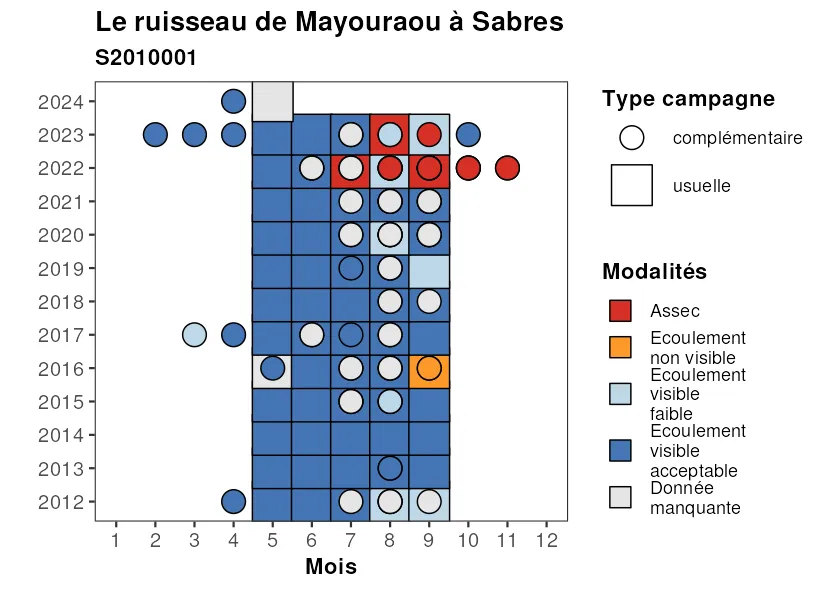 Le ruisseau de Mayouraou à Sabres
S2010001
2024
2023
2022
2021
2020
2019
2018
2017
2016
2015
2014
2013
2012
1 2 3 4 5 6 7 8 9 10 11 12
Mois
Type campagne
complémentaire
usuelle
Modalités
Assec
Ecoulement
non visible
Ecoulement
visible
faible
Ecoulement
visible
acceptable
Donnée
manquante